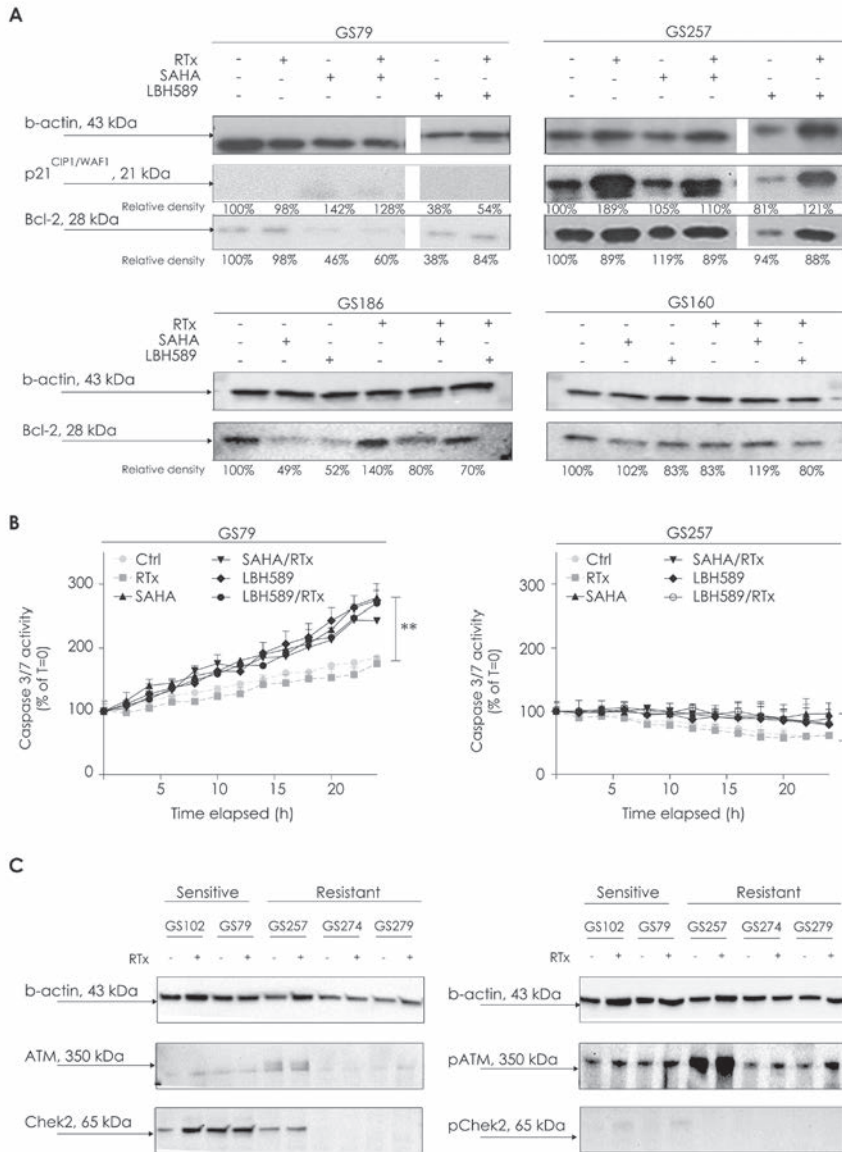 A
GS79 GS257
RTx - + - + - + - + - + - +
SAHA - - + + - - + +
LBH589 - - - - + + - - - - + +
b-actin, 43 kDa
p21 CIP1/WAF1, 21 kDa
Relative density 100% 98% 142% 128% 38% 54% 100% 189% 105% 110% 81% 121%
Bcl-2, 28 kDa
Relative density 100% 98% 46% 60% 38% 84% 100% 89% 119% 89% 94% 88%
GS186 GS160
RTx - - - + + + - - - + + +
SAHA - + - - + - + - - +
LBH589 - - + - - + - - + - - +
b-actin, 43 kDa
Bcl-2, 28 kDa
Relative density 100% 49% 52% 140% 80% 70% 100% 102% 83% 83% 119% 80%
B
GS79
Ctrl SAHA/RTx
RTx LBH589
SAHA LBH589/RTx
300
200
100
0
**
Caspase 3/7 activity
(% of T=0)
5 10 15 20
Time elapsed (h)
GS257
Ctrl SAHA/RTx
RTx LBH589
SAHA LBH589/RTx
300
200
100
0
Caspase 3/7 activity
(% of T=0)
5 10 15 20
Time elapsed (h)
C
Sensitive Resistant
GS102 GS79 GS257 GS274 GS279
RTx - + - + - + - + - +
b-actin, 43 kDa
ATM, 350 kDa
Chek2, 65 kDa
Sensitive Resistant
GS102 GS79 GS257 GS274 GS279
RTx - + - + - + - + - +
b-actin, 43 kDa
pATM, 350 kDa
pChek2, 65 kDa